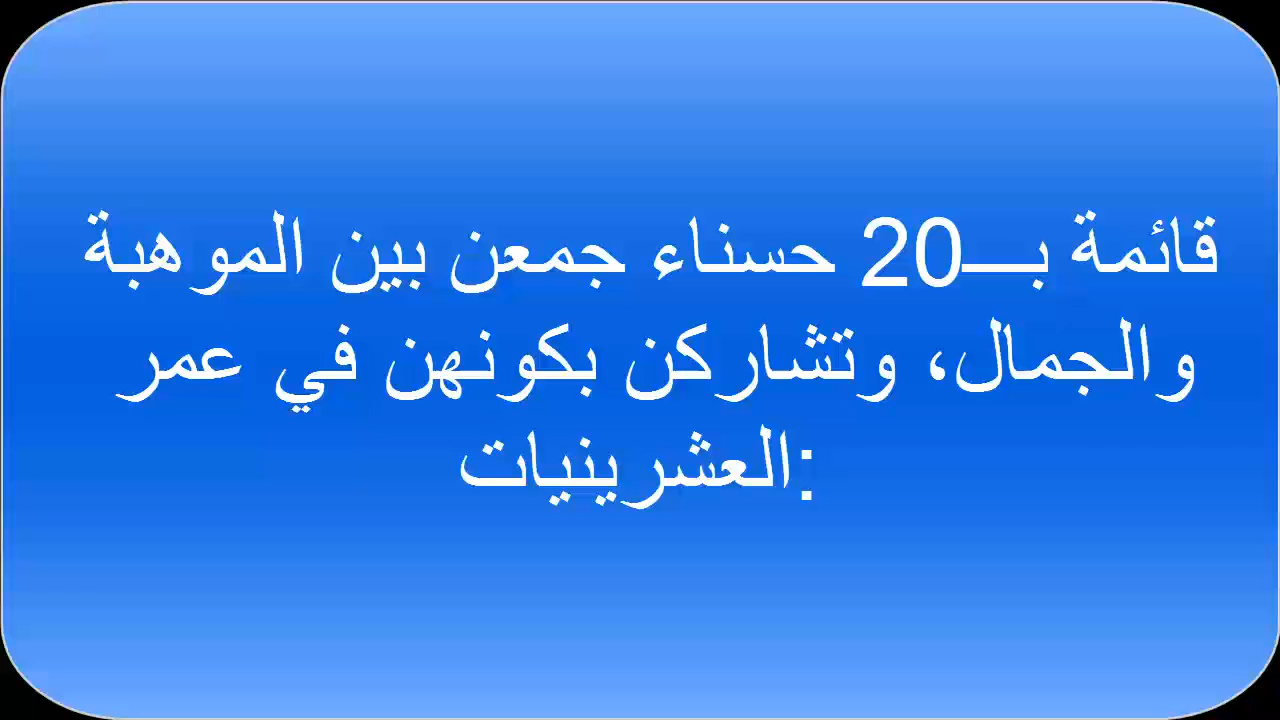 قائمة بـــ20 حسناء جمعن بين الموهبة
والجمال، وتشاركن بكونهن في عمر
العشرينيات: